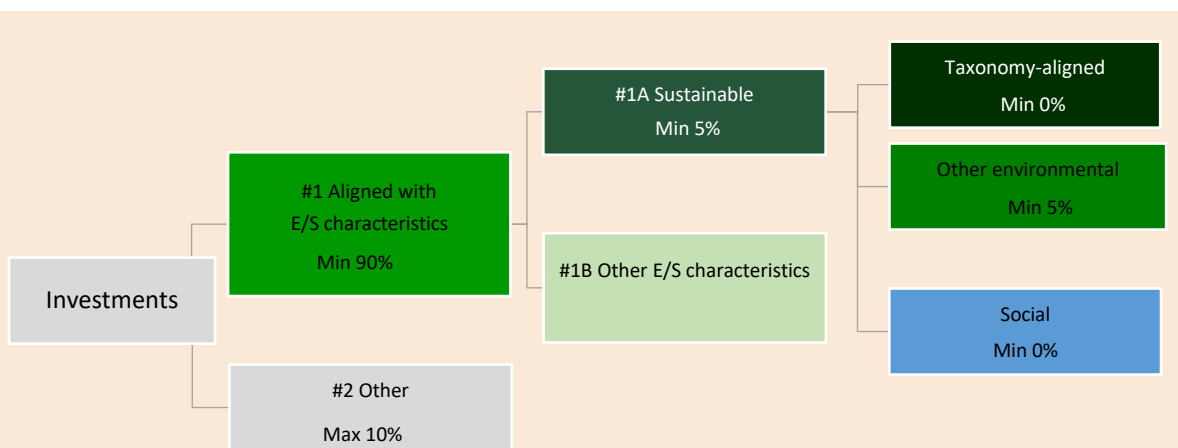 Investments
#1 Aligned with
E/S characteristics
Min 90%
#2 Other
Max 10%
#1A Sustainable
Min 5%
#1B Other E/S characteristics
Taxonomy-aligned
Min 0%
Other environmental
Min 5%
Social
Min 0%